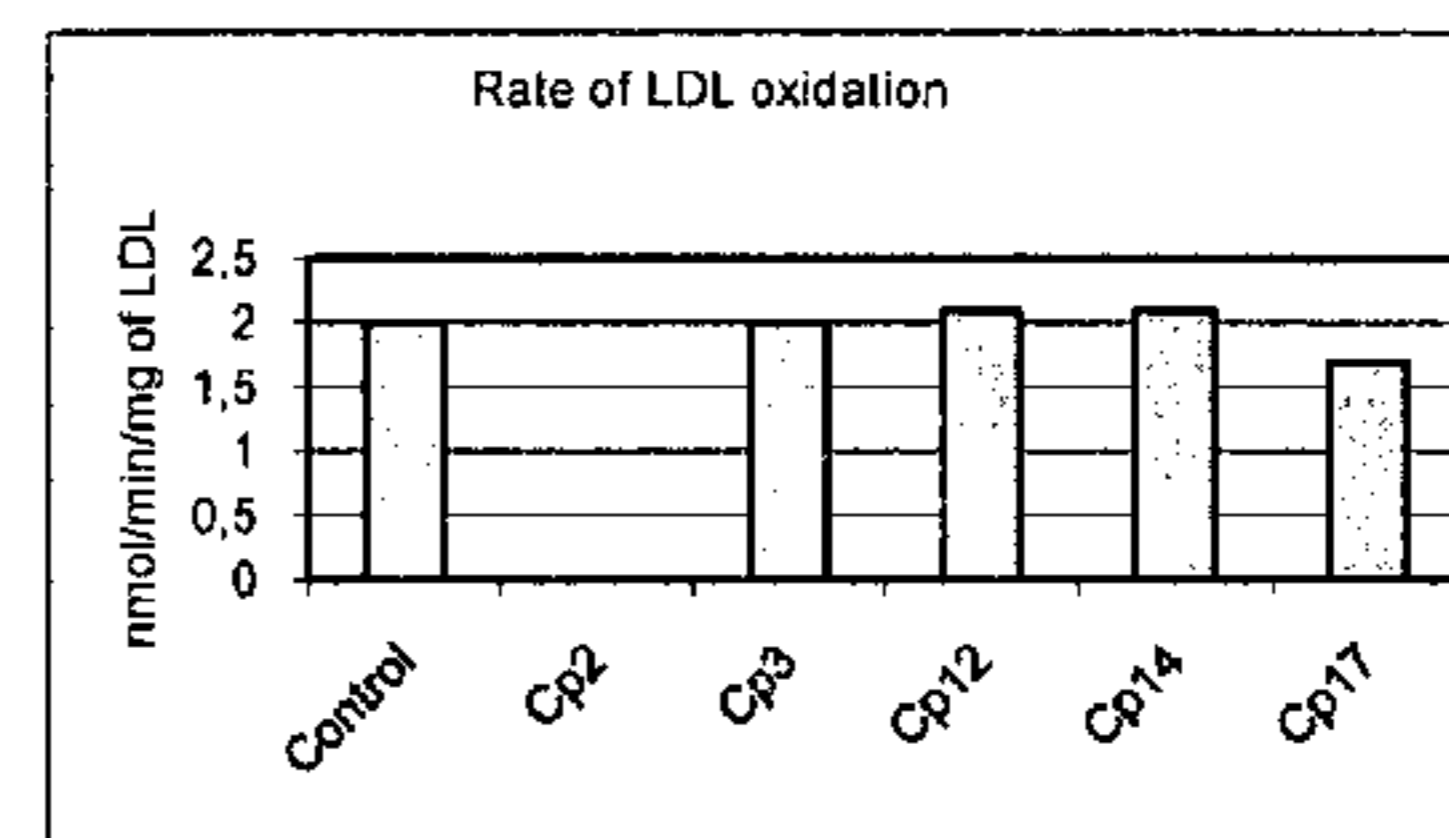 Rate of LDL oxidation
nmol/min/mg of LDL
2,5
2
1,5
1
0,5
0
Control Cp2 Cp3 Cp12 Cp14 Cp17